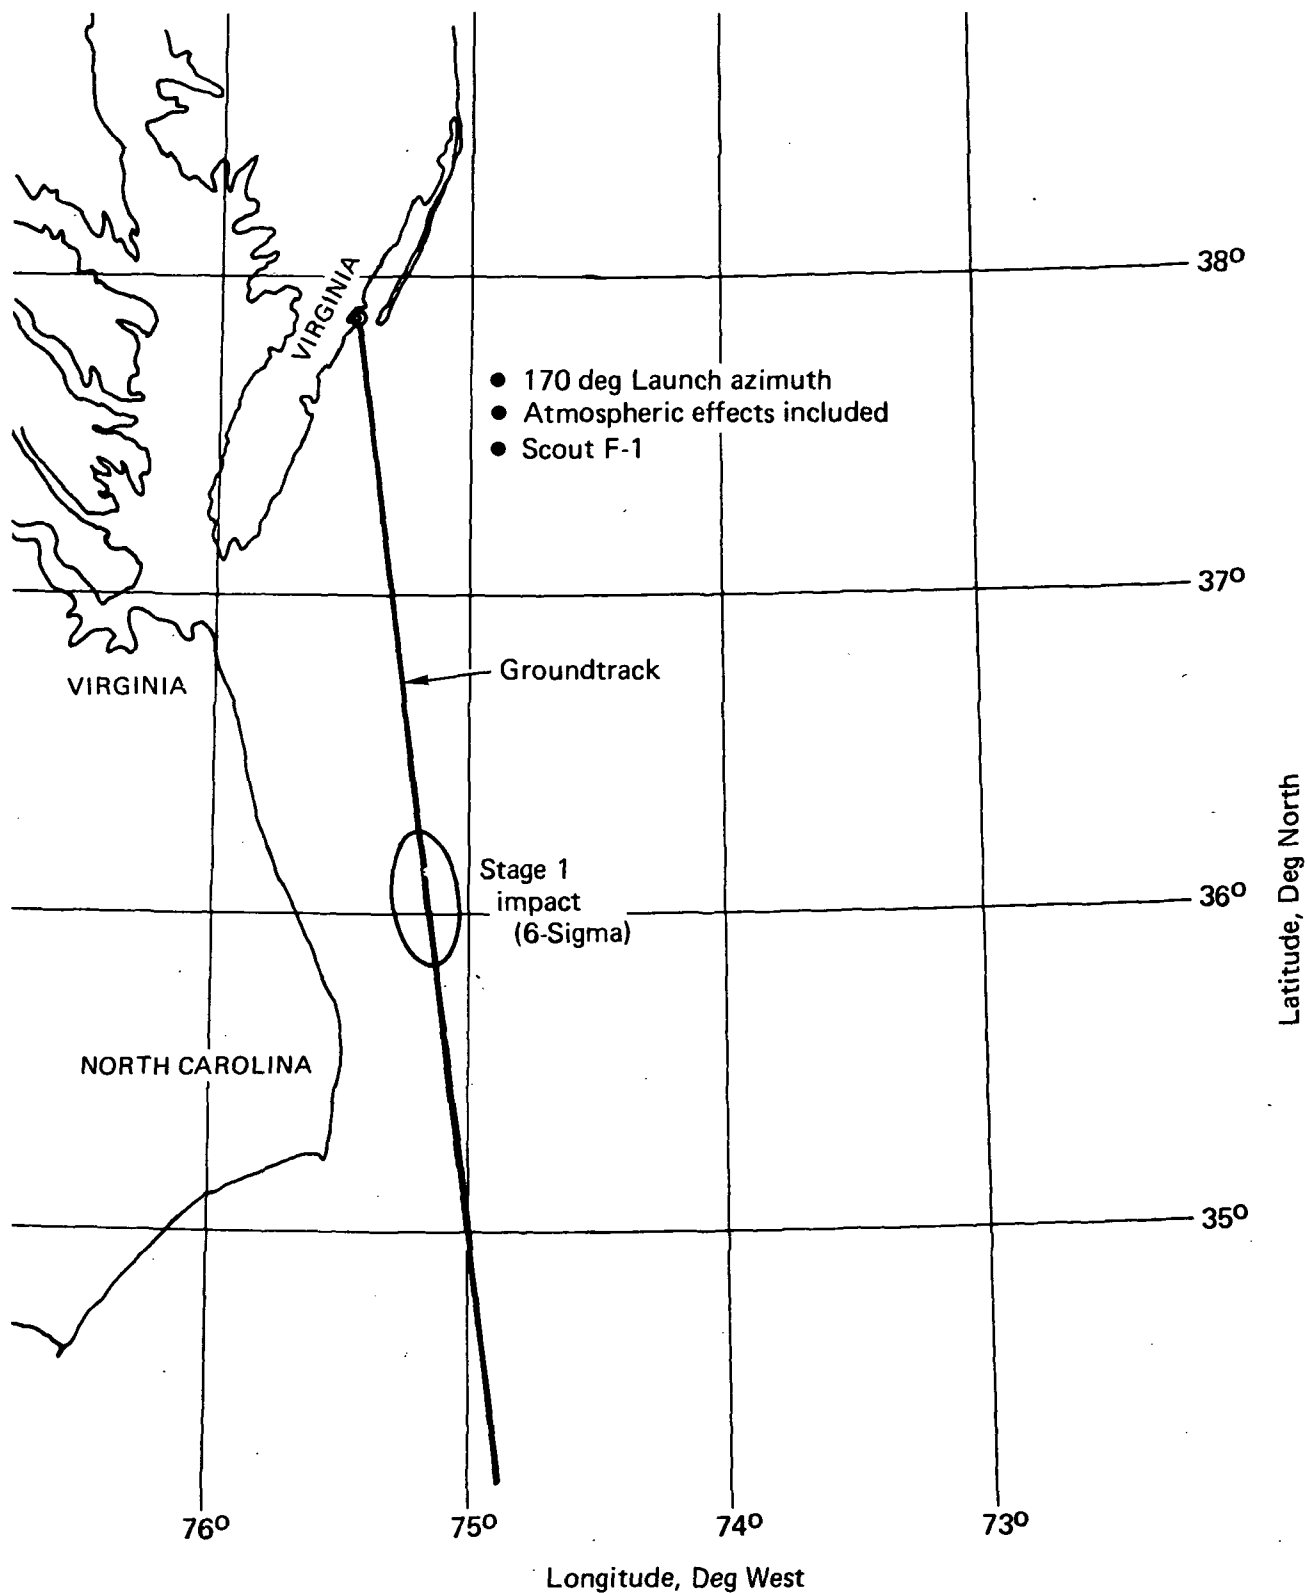 38°
VIRGINIA
● 170 deg Launch azimuth
● Atmospheric effects included
● Scout F-1
37°
Groundtrack
VIRGINIA
Stage 1
impact
(6-Sigma)
36°
Latitude, Deg North
NORTH CAROLINA
35°
76° 75° 74° 73°
Longitude, Deg West